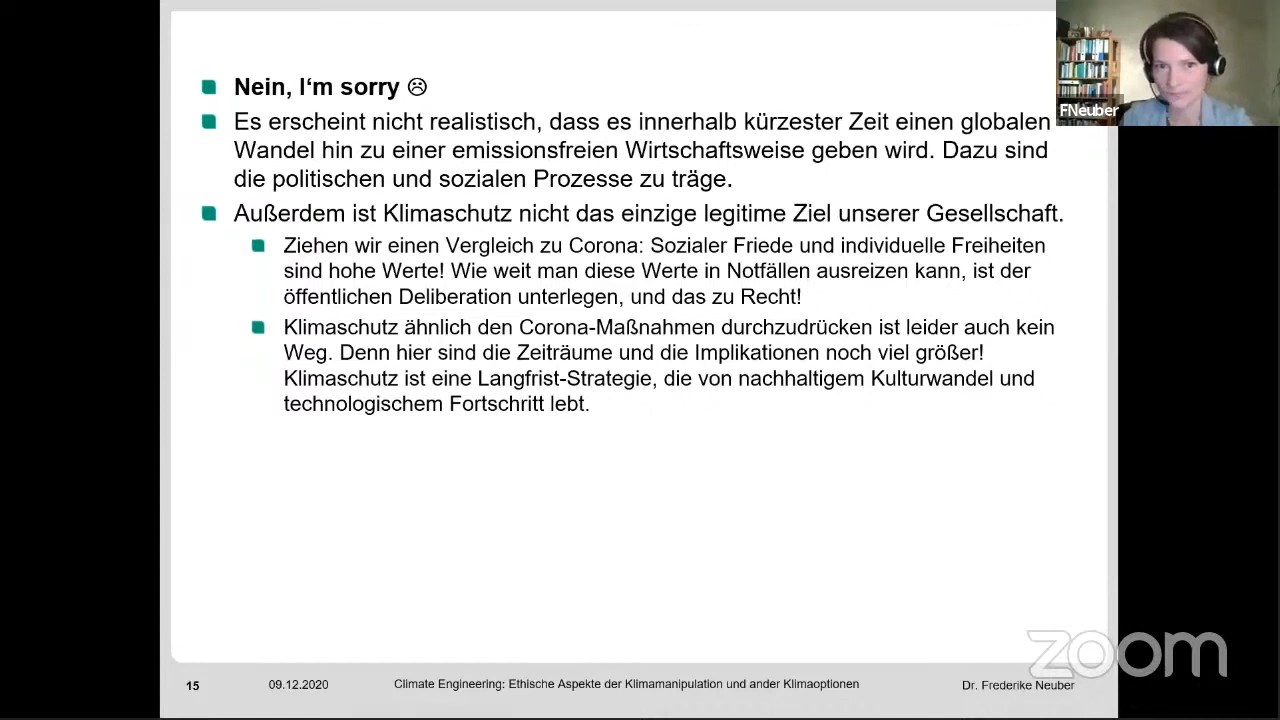 Nein, I‘m sorry ☹
Es erscheint nicht realistisch, dass es innerhalb kürzester Zeit einen globalen
Wandel hin zu einer emissionsfreien Wirtschaftsweise geben wird. Dazu sind
die politischen und sozialen Prozesse zu träge.
Außerdem ist Klimaschutz nicht das einzige legitime Ziel unserer Gesellschaft.
Ziehen wir einen Vergleich zu Corona: Sozialer Friede und individuelle Freiheiten
sind hohe Werte! Wie weit man diese Werte in Notfällen ausreizen kann, ist der
öffentlichen Deliberation unterlegen, und das zu Recht!
Klimaschutz ähnlich den Corona-Maßnahmen durchzudrücken ist leider auch kein
Weg. Denn hier sind die Zeiträume und die Implikationen noch viel größer!
Klimaschutz ist eine Langfrist-Strategie, die von nachhaltigem Kulturwandel und
technologischem Fortschritt lebt.
FNeuber
zoom
15 09.12.2020 Climate Engineering: Ethische Aspekte der Klimamanipulation und ander Klimaoptionen Dr. Frederike Neuber